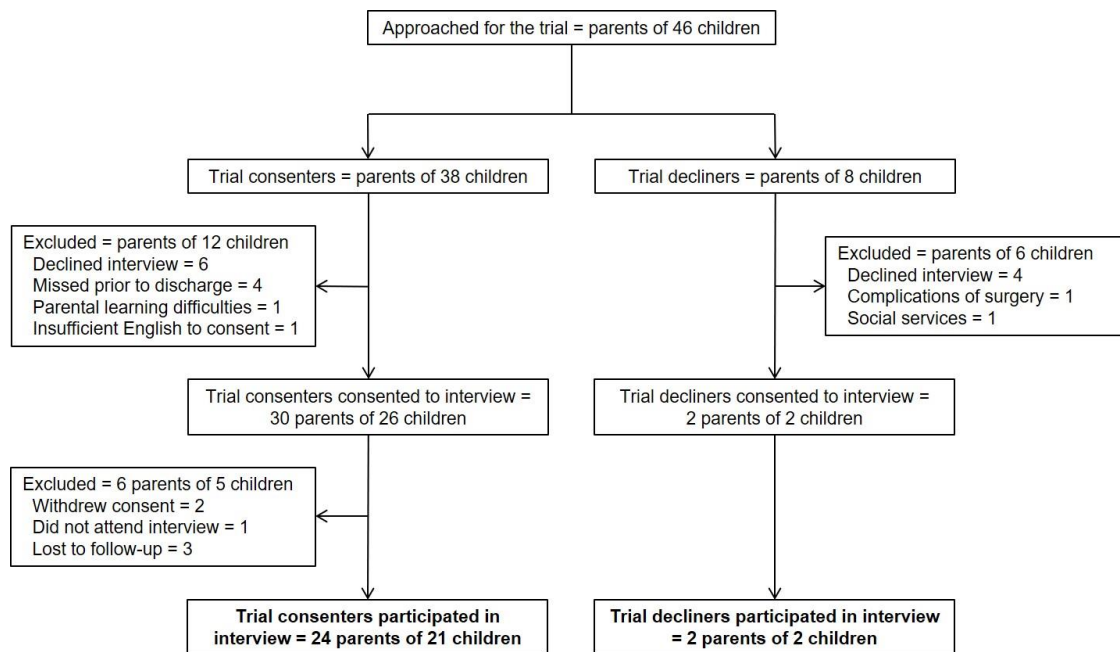 Approached for the trial = parents of 46 children
Trial consenters = parents of 38 children
Trial decliners = parents of 8 children
Excluded = parents of 12 children
Declined interview = 6
Missed prior to discharge = 4
Parental learning difficulties = 1
Insufficient English to consent = 1
Excluded = parents of 6 children
Declined interview = 4
Complications of surgery = 1
Social services = 1
Trial consenters consented to interview =
30 parents of 26 children
Trial decliners consented to interview =
2 parents of 2 children
Excluded = 6 parents of 5 children
Withdrew consent = 2
Did not attend interview = 1
Lost to follow-up = 3
Trial consenters participated in
interview = 24 parents of 21 children
Trial decliners participated in interview
= 2 parents of 2 children